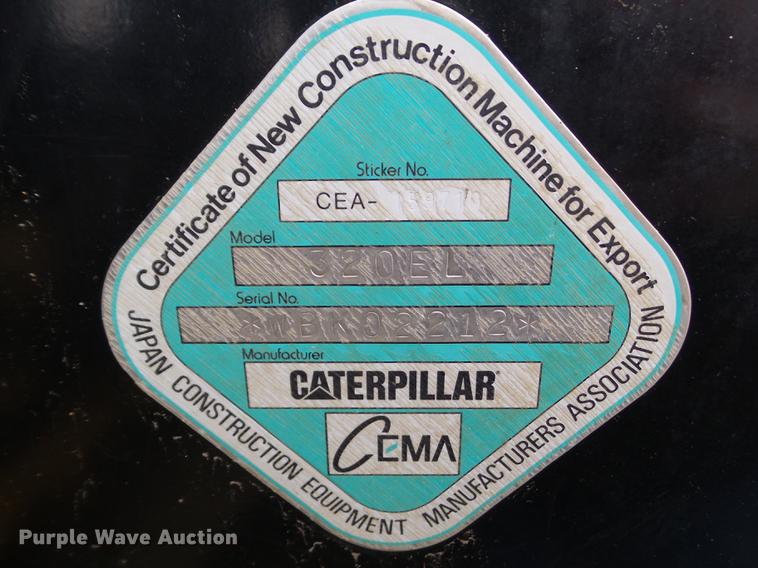 Certificate of New Construction Machine for Export
Sticker No.
CEA-
Model
320EL
Serial No.
*WBK02212*
Manufacturer
CATERPILLAR
CEMA
JAPAN CONSTRUCTION EQUIPMENT MANUFACTURERS ASSOCIATION
Purple Wave Auction